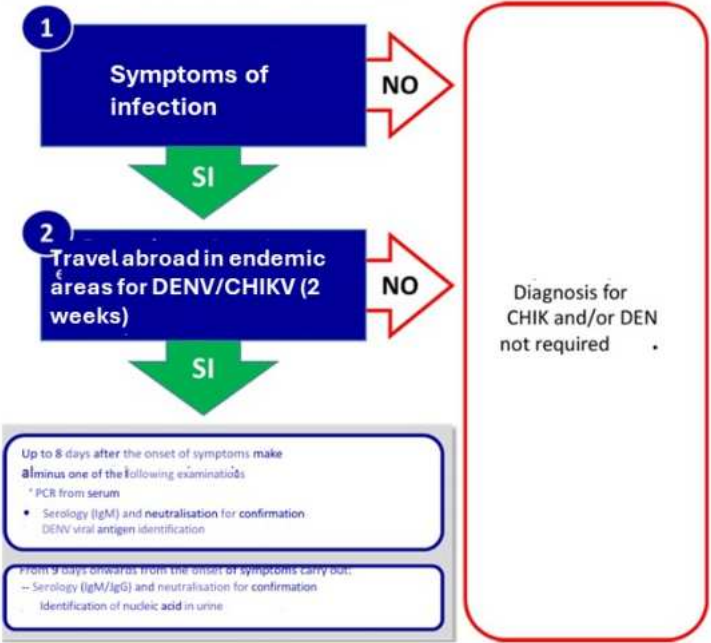 1
Symptoms of
infection
NO
SI
2
Travel abroad in endemic
areas for DENV/CHIKV (2
weeks)
NO
SI
Diagnosis for
CHIK and/or DEN
not required .
Up to 8 days after the onset of symptoms make
alminus one of the following examinations
° PCR from serum
• Serology (IgM) and neutralisation for confirmation
DENV viral antigen identification
From 9 days onwards from the onset of symptoms carry out:
-- Serology (IgM/JgG) and neutralisation for confirmation
Identification of nucleic acid in urine